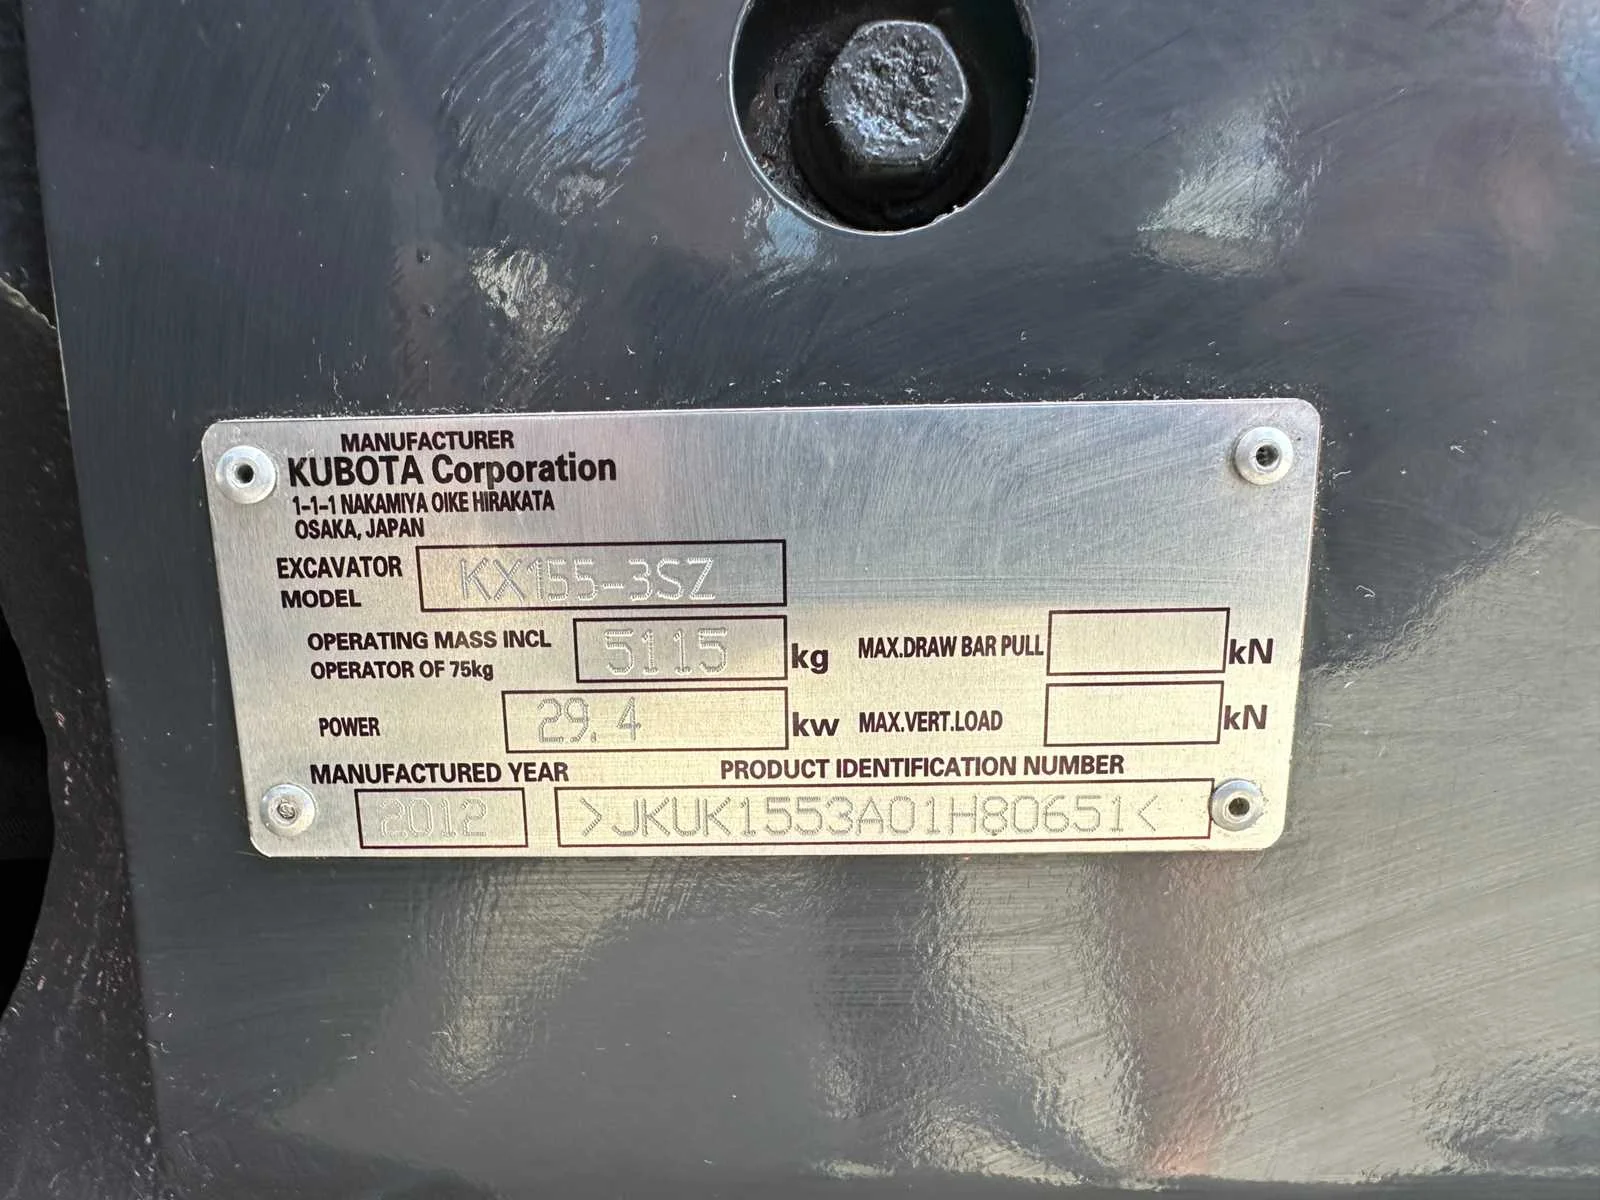 MANUFACTURER
KUBOTA Corporation
1-1-1 NAKAMIYA OIKE HIRAKATA
OSAKA, JAPAN
EXCAVATOR MODEL KX155-3SZ
OPERATING MASS INCL OPERATOR OF 75kg 5115 kg
MAX.DRAW BAR PULL kN
POWER 29.4 kw
MAX.VERT.LOAD kN
MANUFACTURED YEAR PRODUCT IDENTIFICATION NUMBER
2012 >JKUK1553A01H80651<